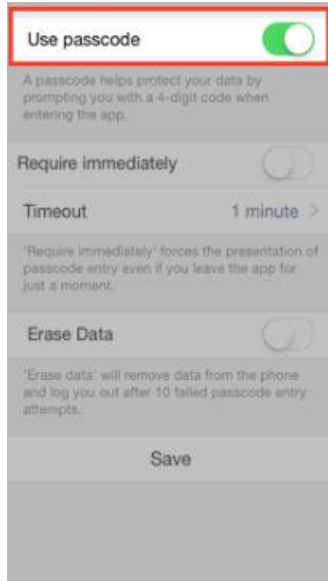 Use passcode
A passcode helps protect your data by
prompting you with a 4-digit code when
entering the app.
Require immediately
Timeout 1 minute >
'Require immediately' forces the presentation of
passcode entry even if you leave the app for
just a moment.
Erase Data
'Erase data' will remove data from the phone
and log you out after 10 failed passcode entry
attempts.
Save